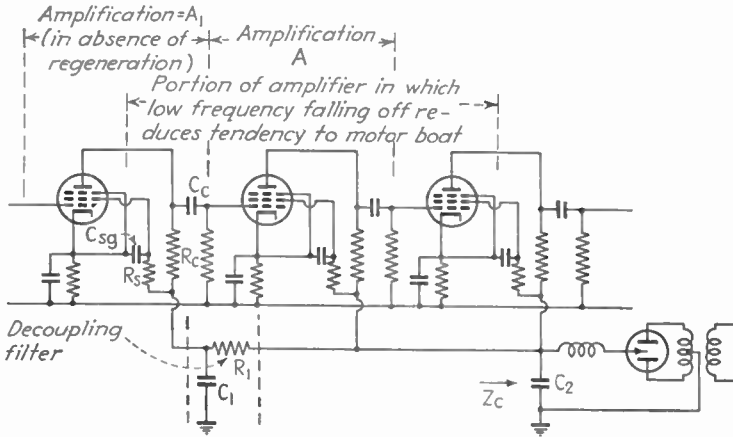 Amplification=A₁
(in absence of
regeneration)
Amplification
A
Portion of amplifier in which
low frequency falling off re-
duces tendency to motor boat
Cc
Csg
Rs
Rc
Decoupling
filter
R₁
C₁
Zc
C₂